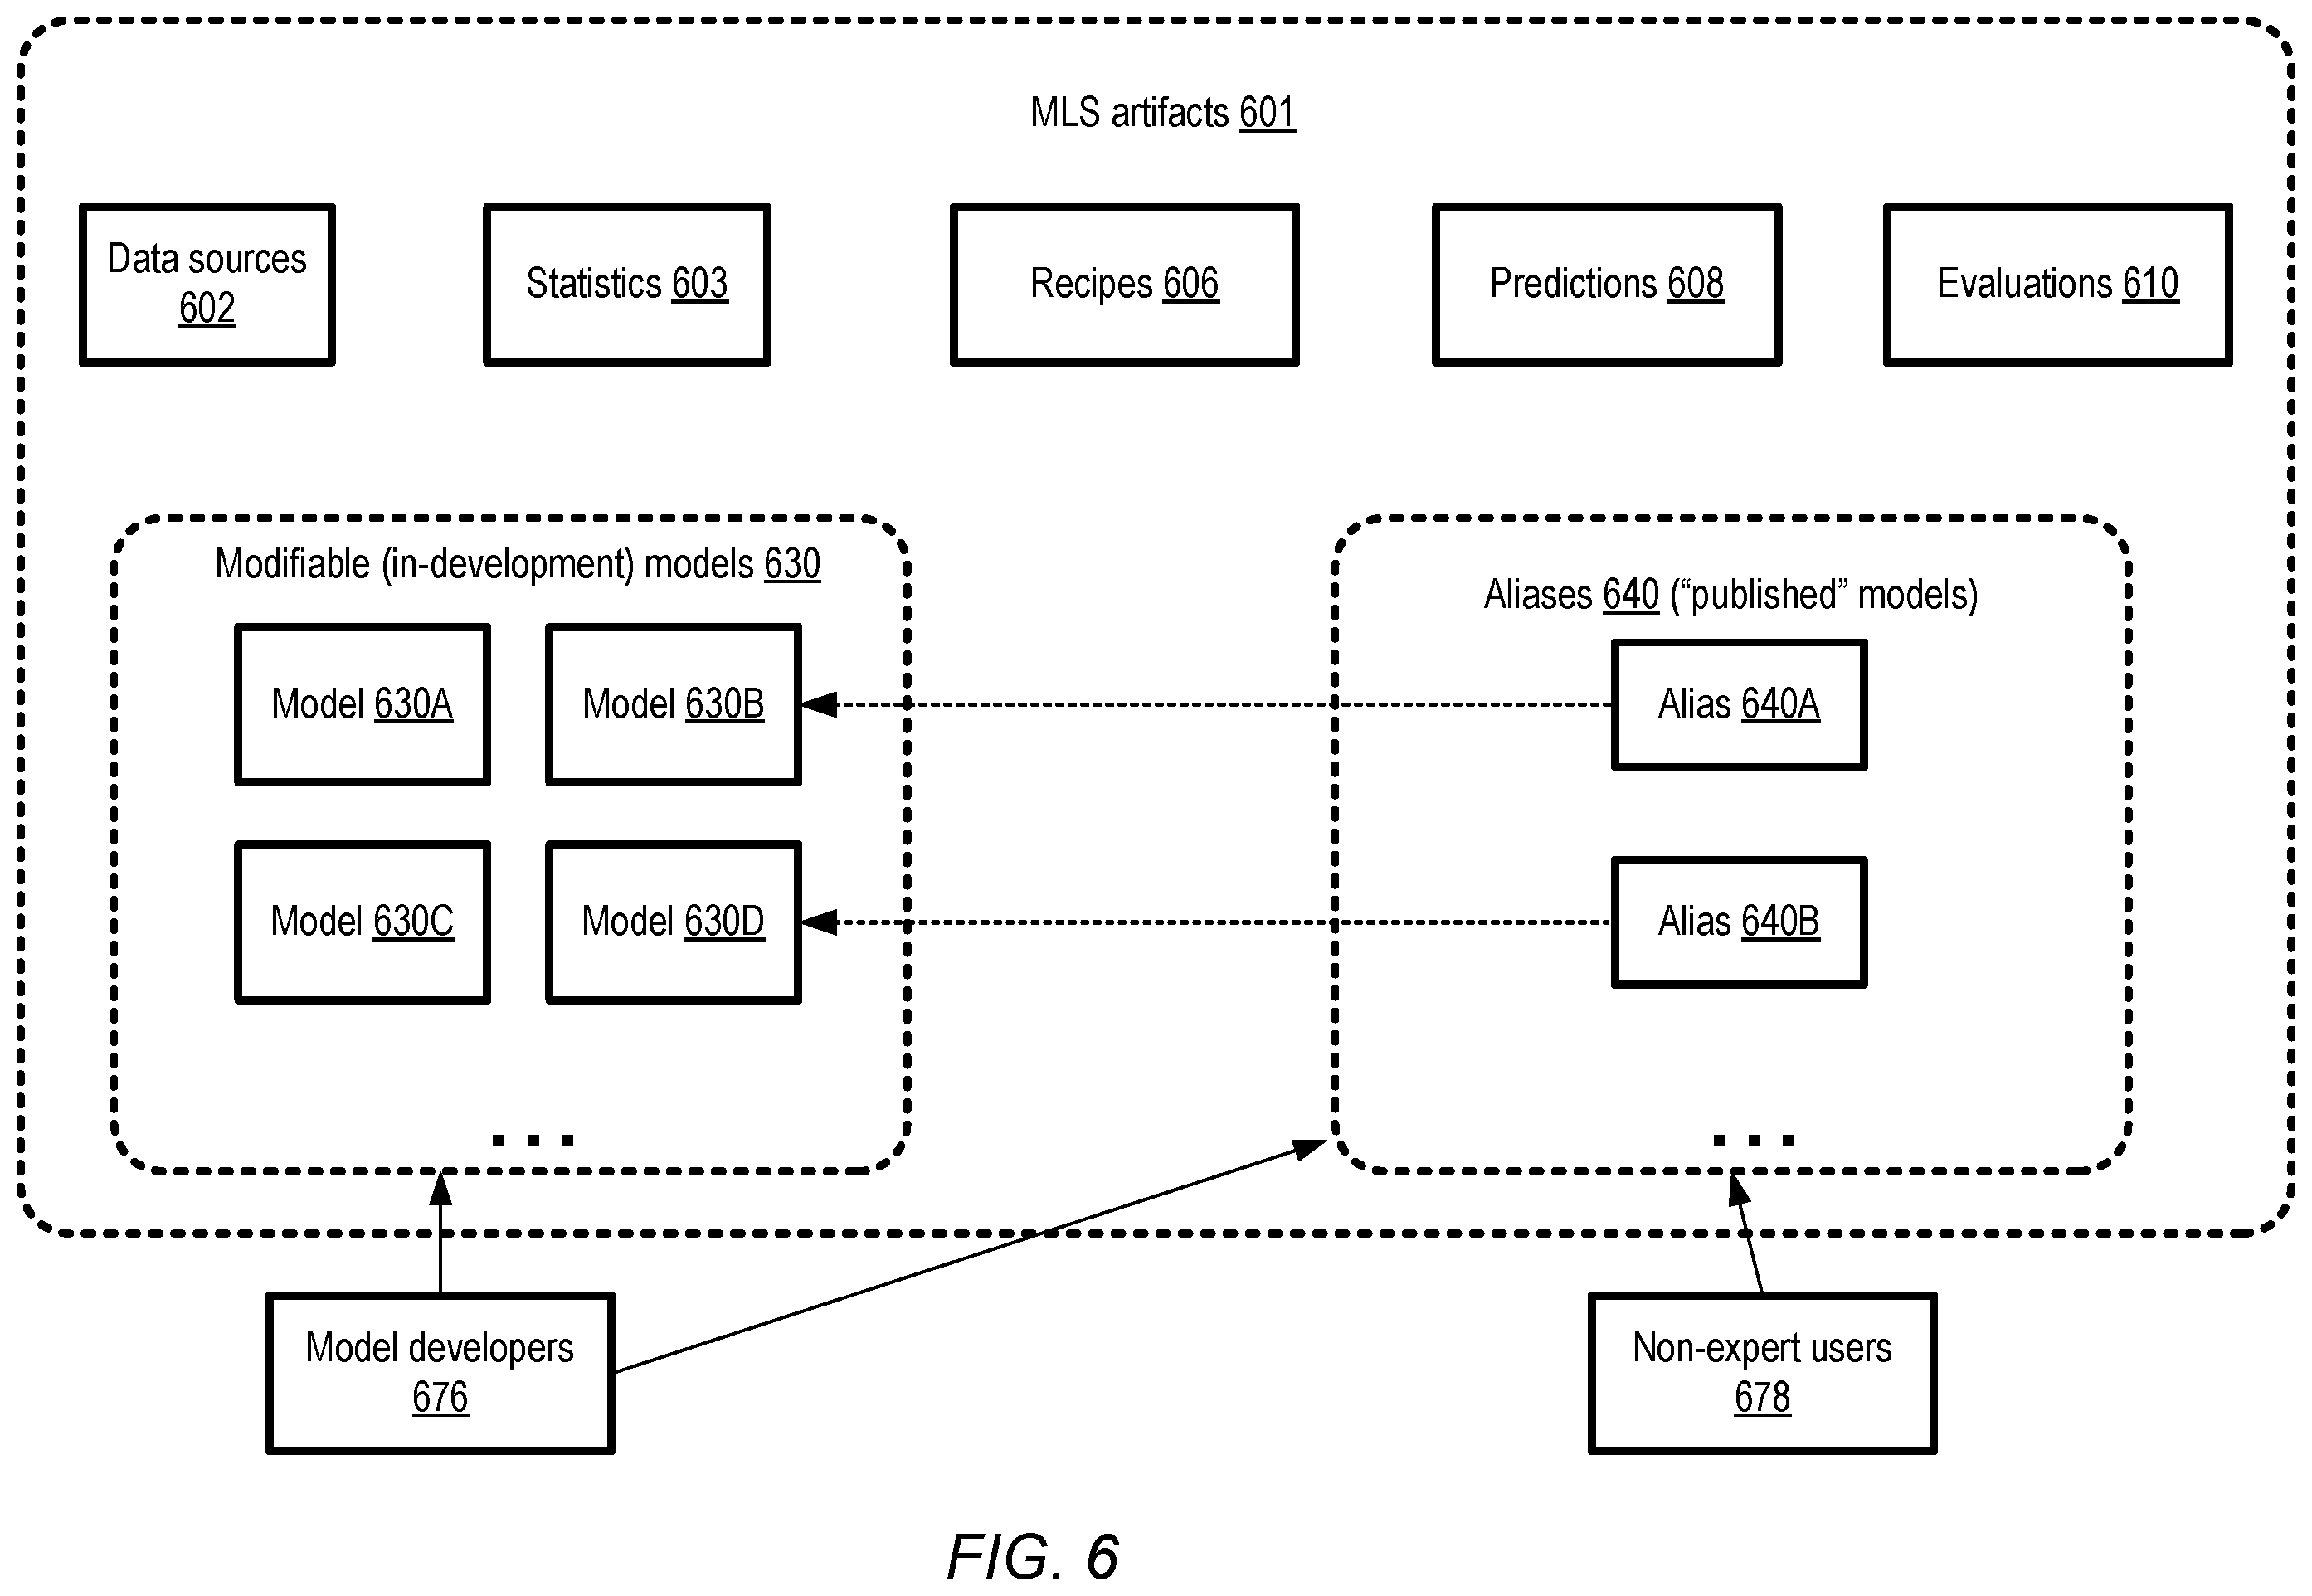 MLS artifacts 601
Data sources
602
Statistics 603
Recipes 606
Predictions 608
Evaluations 610
Modifiable (in-development) models 630
Model 630A
Model 630B
Model 630C
Model 630D
Aliases 640 (“published” models)
Alias 640A
Alias 640B
Model developers
676
Non-expert users
678
FIG. 6